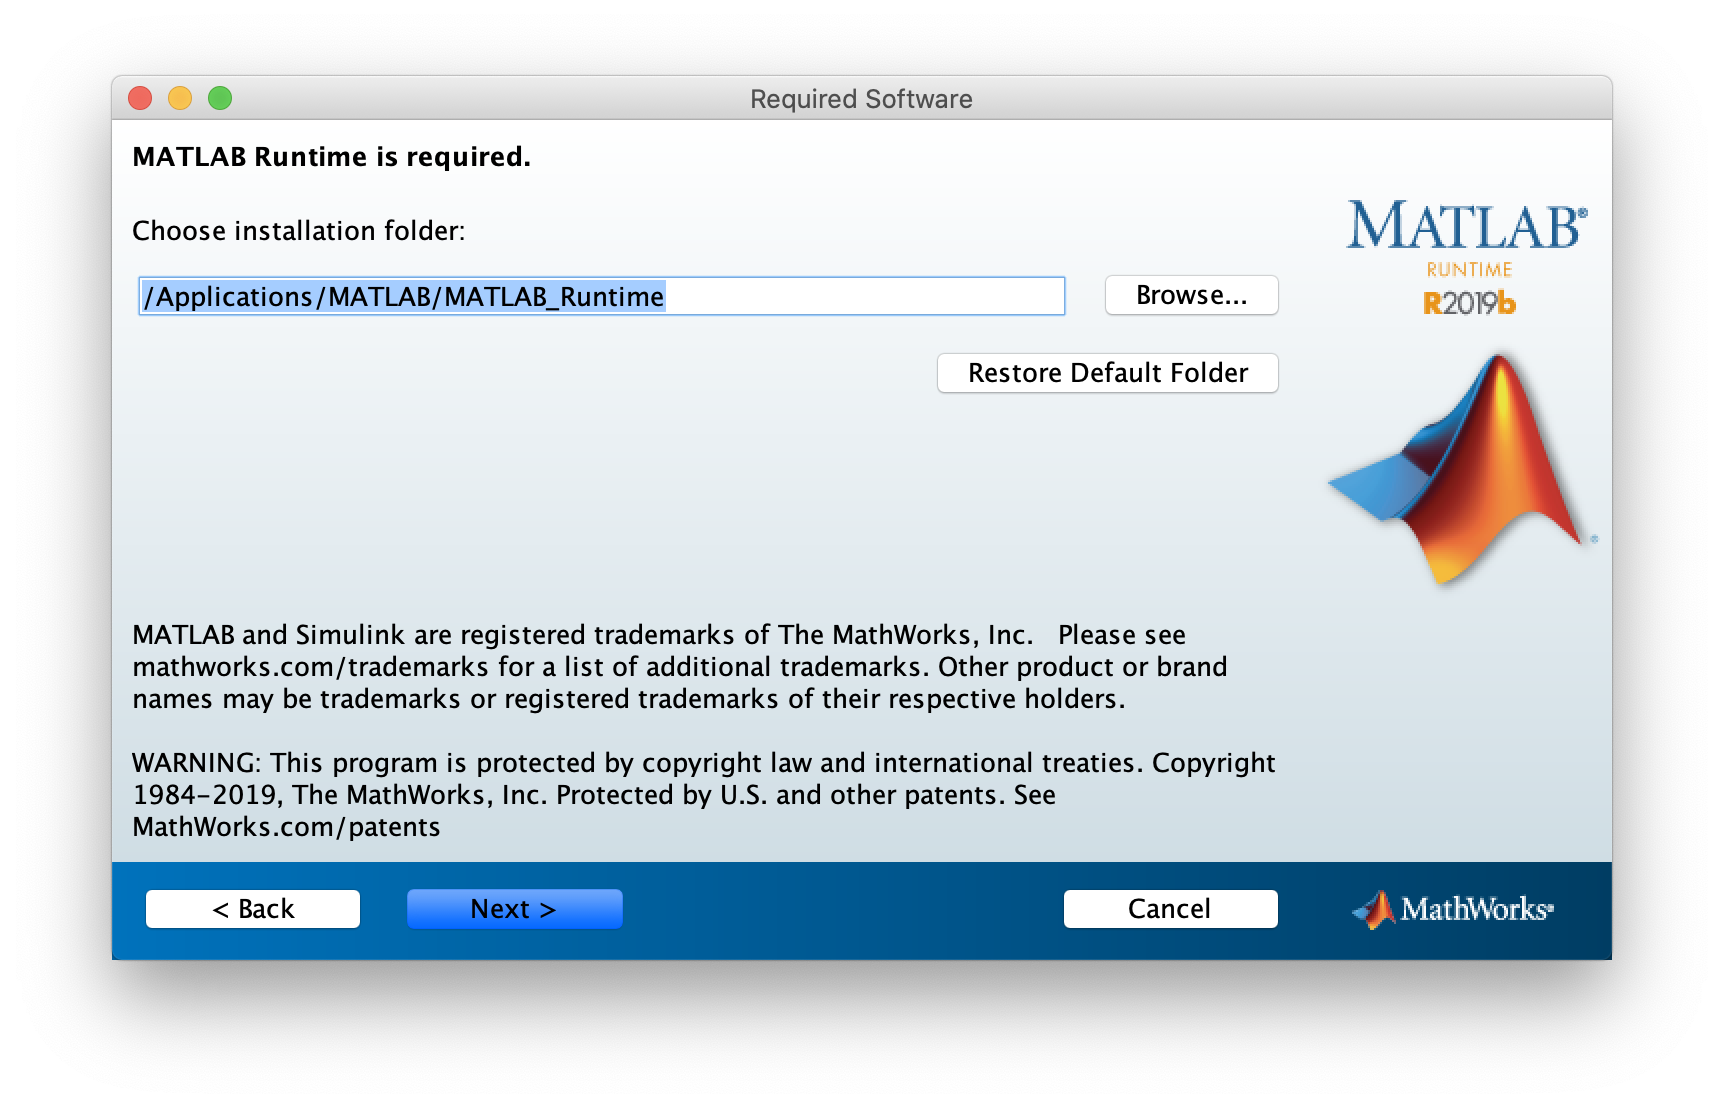 Required Software
MATLAB Runtime is required.
Choose installation folder:
/Applications/MATLAB/MATLAB_Runtime
Browse...
Restore Default Folder
MATLAB®
RUNTIME
R2019b
®
MATLAB and Simulink are registered trademarks of The MathWorks, Inc.   Please see
mathworks.com/trademarks for a list of additional trademarks. Other product or brand
names may be trademarks or registered trademarks of their respective holders.
WARNING: This program is protected by copyright law and international treaties. Copyright
1984-2019, The MathWorks, Inc. Protected by U.S. and other patents. See
MathWorks.com/patents
< Back
Next >
Cancel
MathWorks®